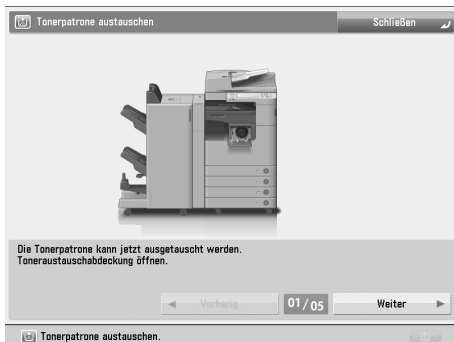 Tonerpatrone austauschen
Schließen
Die Tonerpatrone kann jetzt ausgetauscht werden.
Toneraustauschabdeckung öffnen.
Vorherig
01/05
Weiter
Tonerpatrone austauschen.